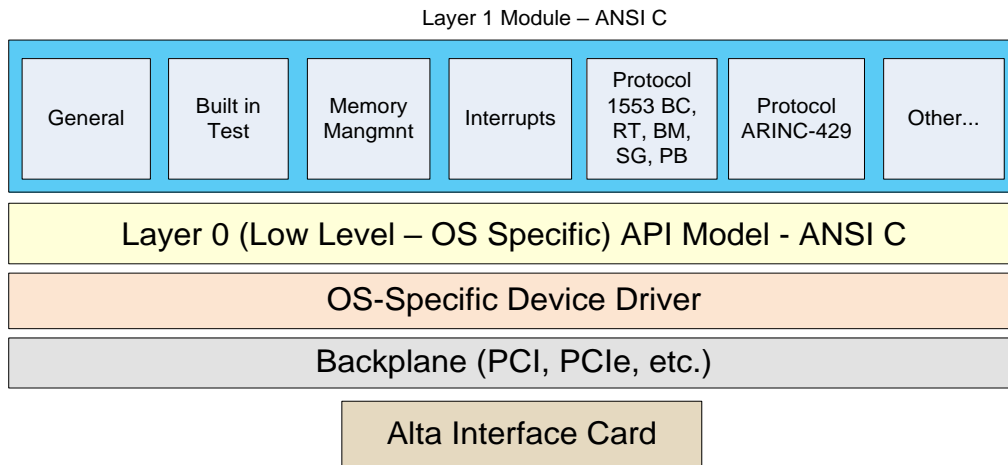 Layer 1 Module – ANSI C
General
Built in
Test
Memory
Mangmnt
Interrupts
Protocol
1553 BC,
RT, BM,
SG, PB
Protocol
ARINC-429
Other...
Layer 0 (Low Level – OS Specific) API Model - ANSI C
OS-Specific Device Driver
Backplane (PCI, PCIe, etc.)
Alta Interface Card